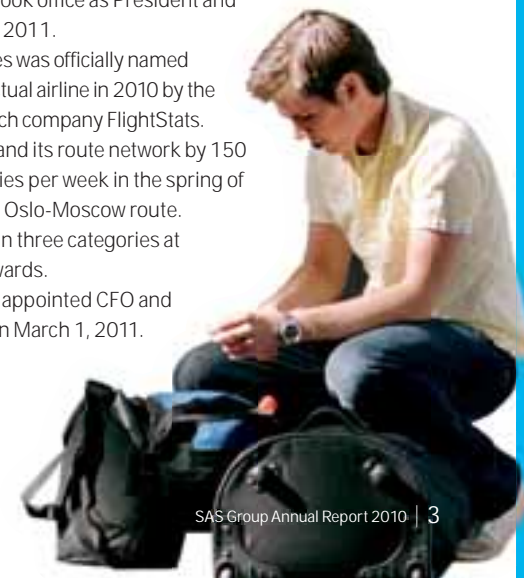 ook office as President and
2011.
es was officially named
tual airline in 2010 by the
ch company FlightStats.
and its route network by 150
ies per week in the spring of
Oslo-Moscow route.
n three categories at
wards.
appointed CFO and
n March 1, 2011.
SAS Group Annual Report 2010 | 3